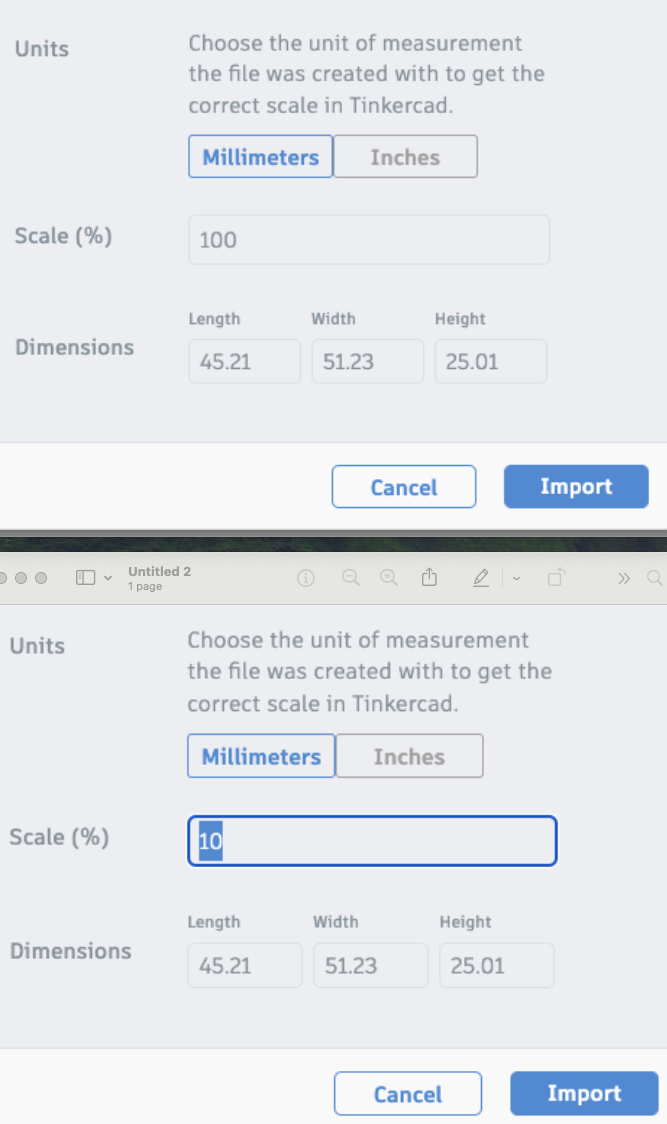 Units
Choose the unit of measurement
the file was created with to get the
correct scale in Tinkercad.
Millimeters
Inches
Scale (%)
100
Length
Width
Height
Dimensions
45.21
51.23
25.01
Cancel
Import
Untitled 2
1 page
Units
Choose the unit of measurement
the file was created with to get the
correct scale in Tinkercad.
Millimeters
Inches
Scale (%)
10
Length
Width
Height
Dimensions
45.21
51.23
25.01
Cancel
Import